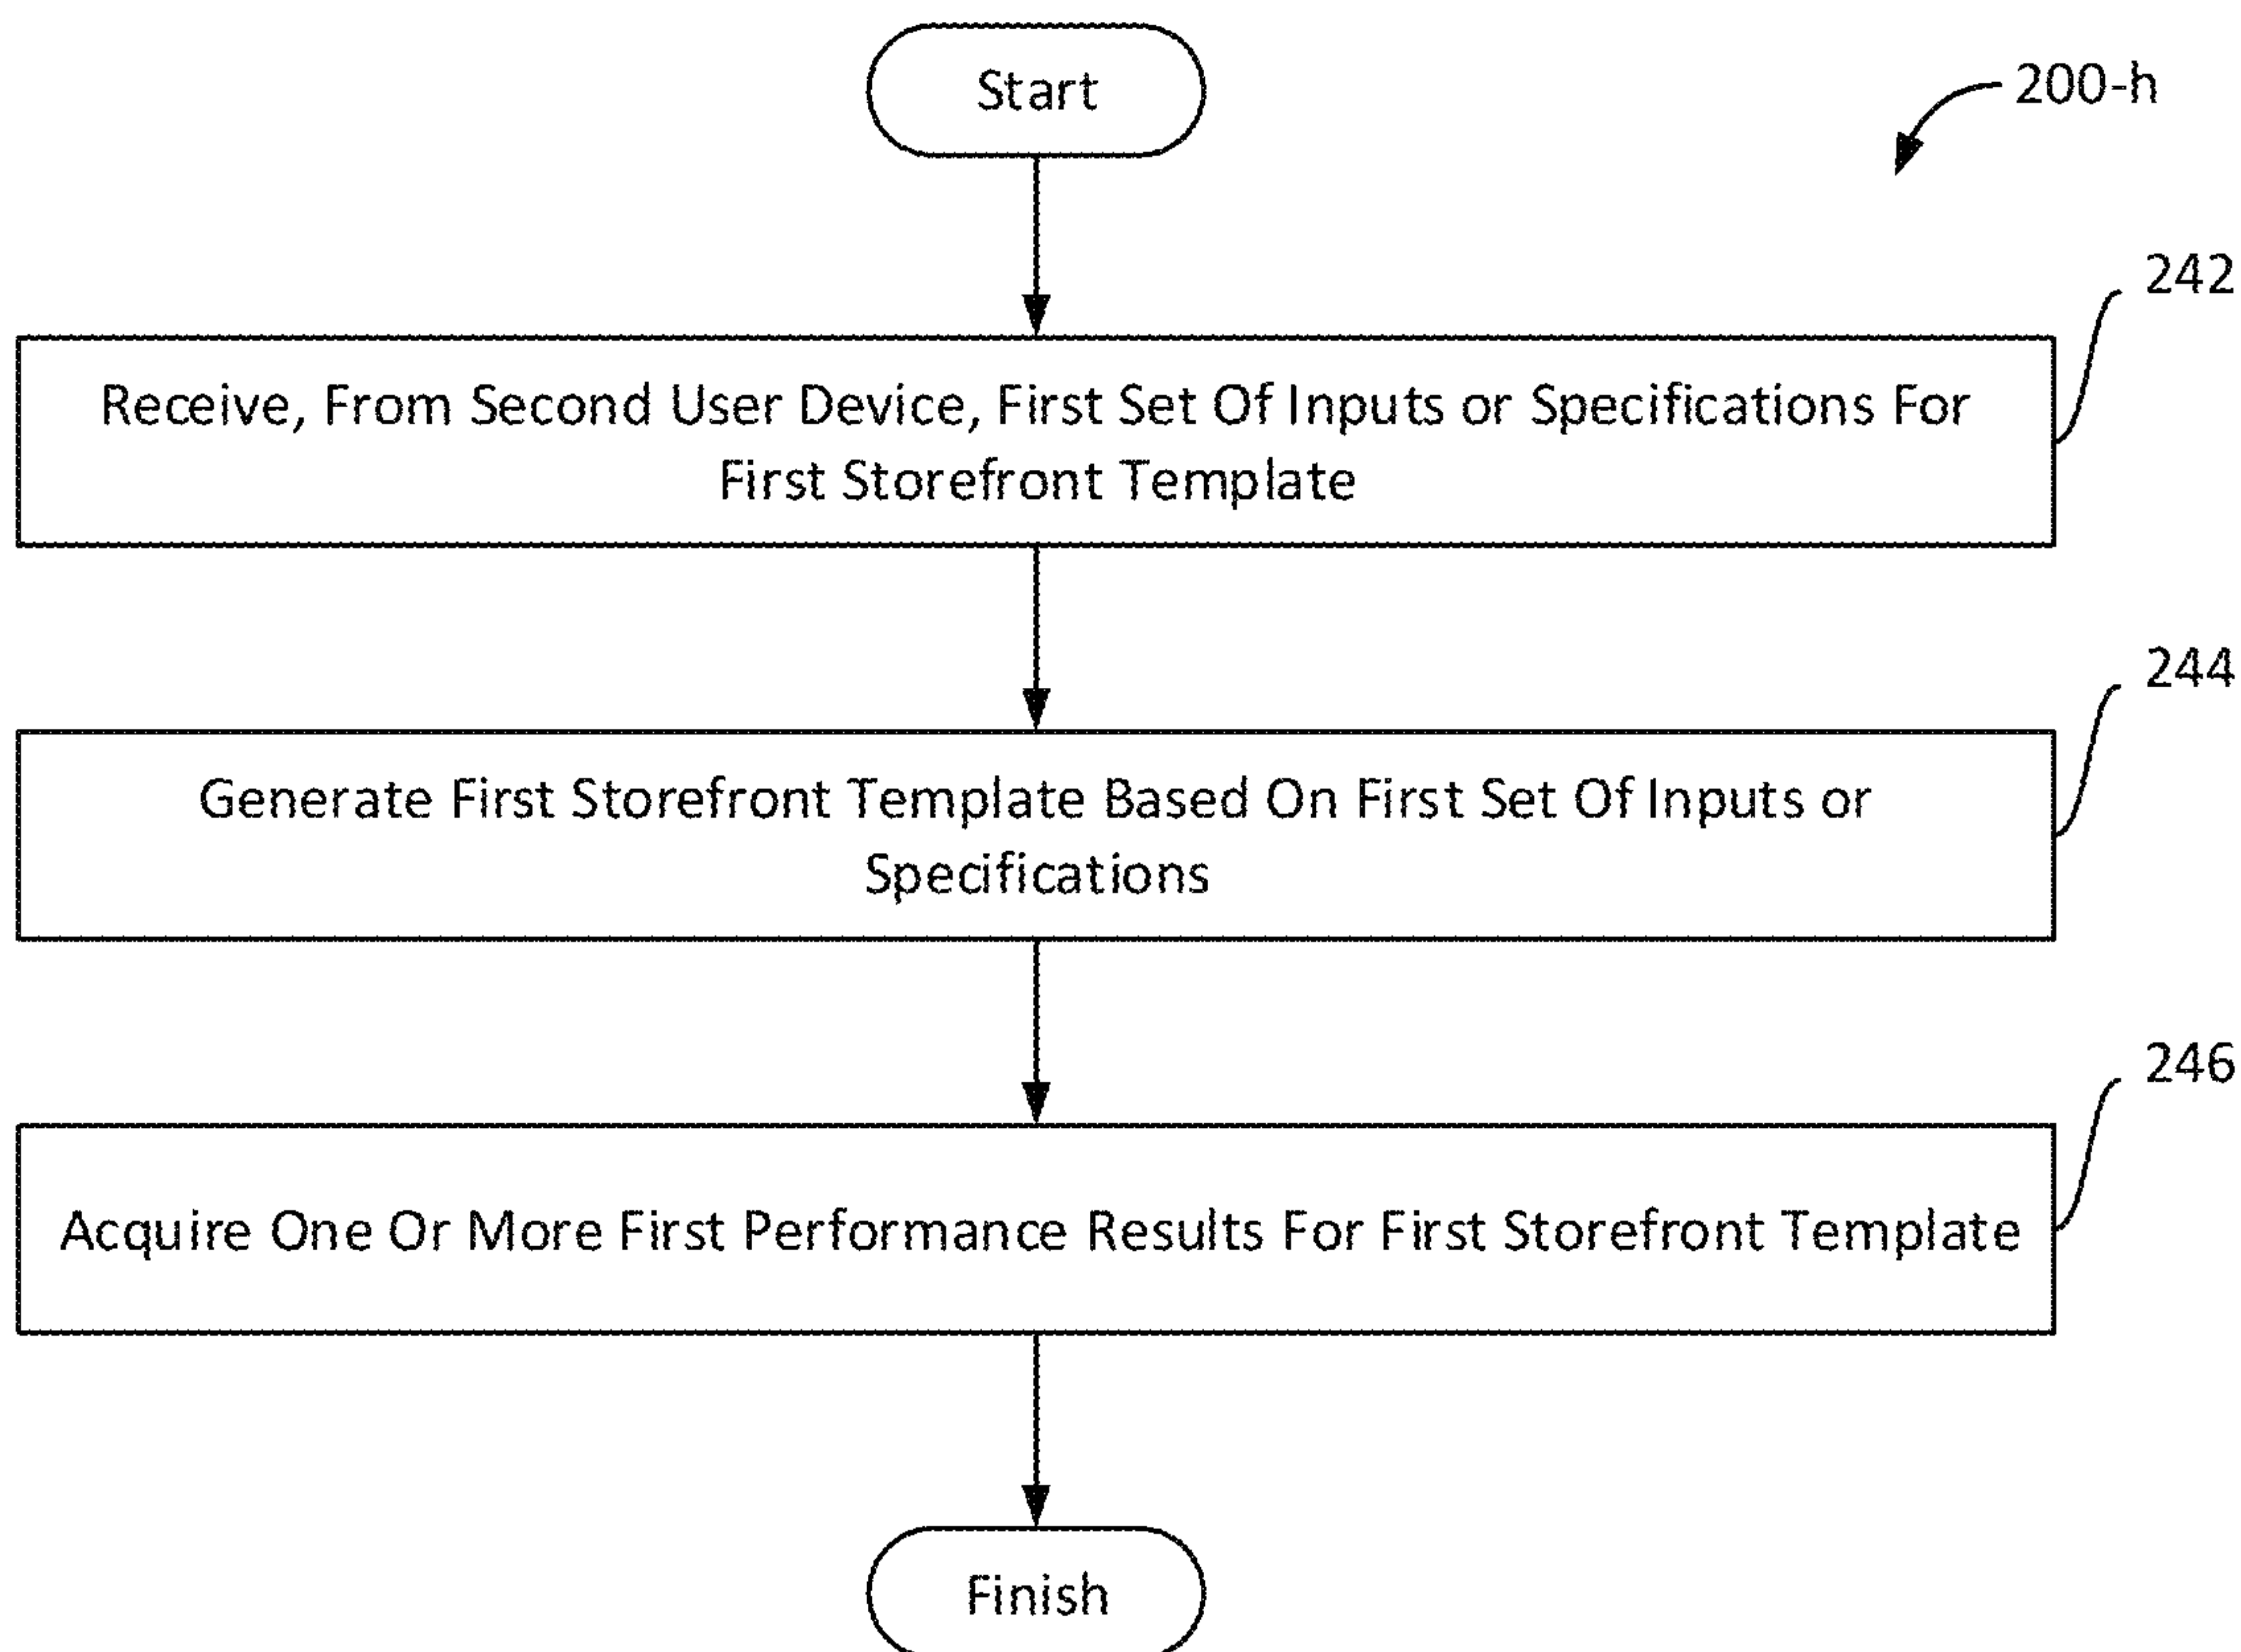 Start
200-h
242
Receive, From Second User Device, First Set Of Inputs or Specifications For
First Storefront Template
244
Generate First Storefront Template Based On First Set Of Inputs or
Specifications
246
Acquire One Or More First Performance Results For First Storefront Template
Finish